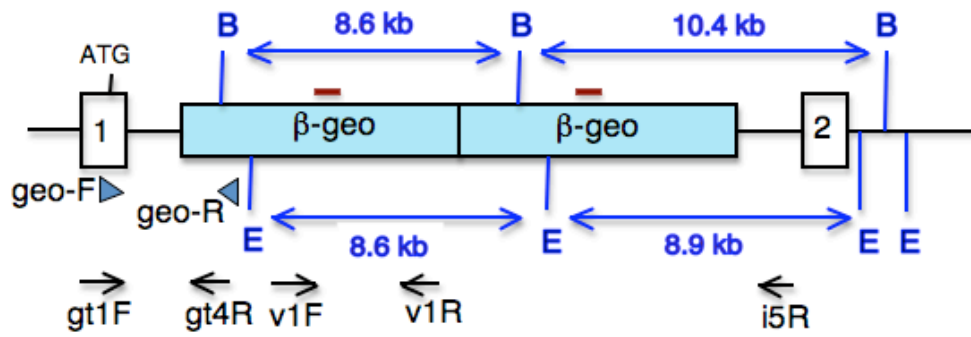 B 8.6 kb B 10.4 kb B
ATG
1 β-geo β-geo 2
geo-F
geo-R
E 8.6 kb E 8.9 kb E E
gt1F gt4R v1F v1R i5R